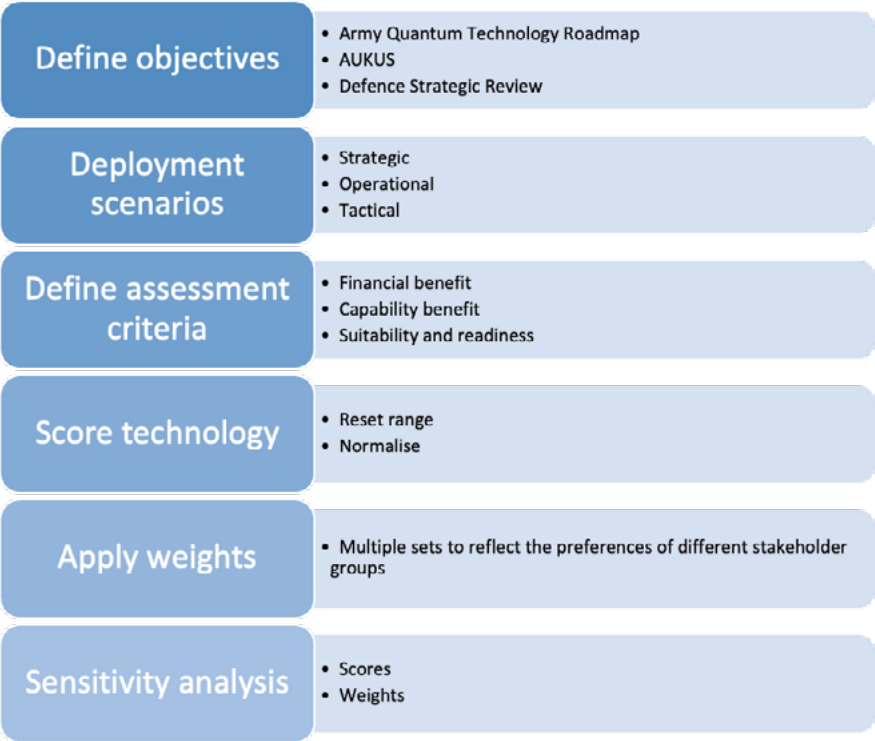 Define objectives
• Army Quantum Technology Roadmap
• AUKUS
• Defence Strategic Review
Deployment
scenarios
• Strategic
• Operational
• Tactical
Define assessment
criteria
• Financial benefit
• Capability benefit
• Suitability and readiness
Score technology
• Reset range
• Normalise
Apply weights
• Multiple sets to reflect the preferences of different stakeholder
groups
Sensitivity analysis
• Scores
• Weights